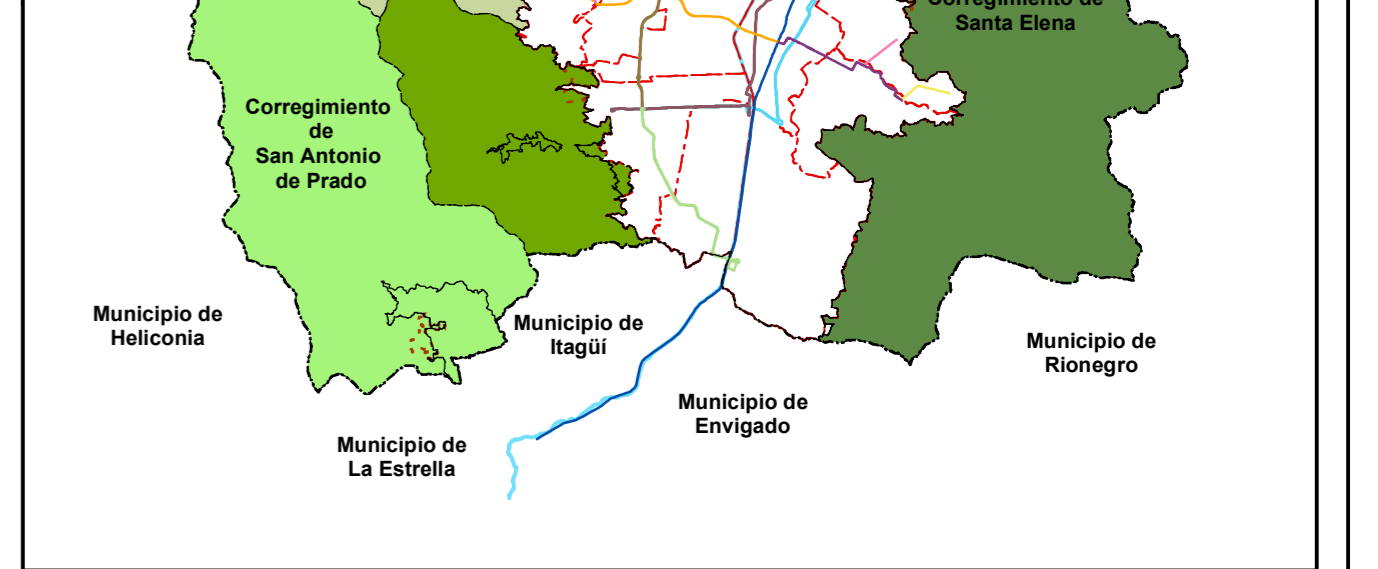 Corregimiento de
Santa Elena
Corregimiento
de
San Antonio
de Prado
Municipio de
Heliconia
Municipio de
Itagüí
Municipio de
Rionegro
Municipio de
Envigado
Municipio de
La Estrella